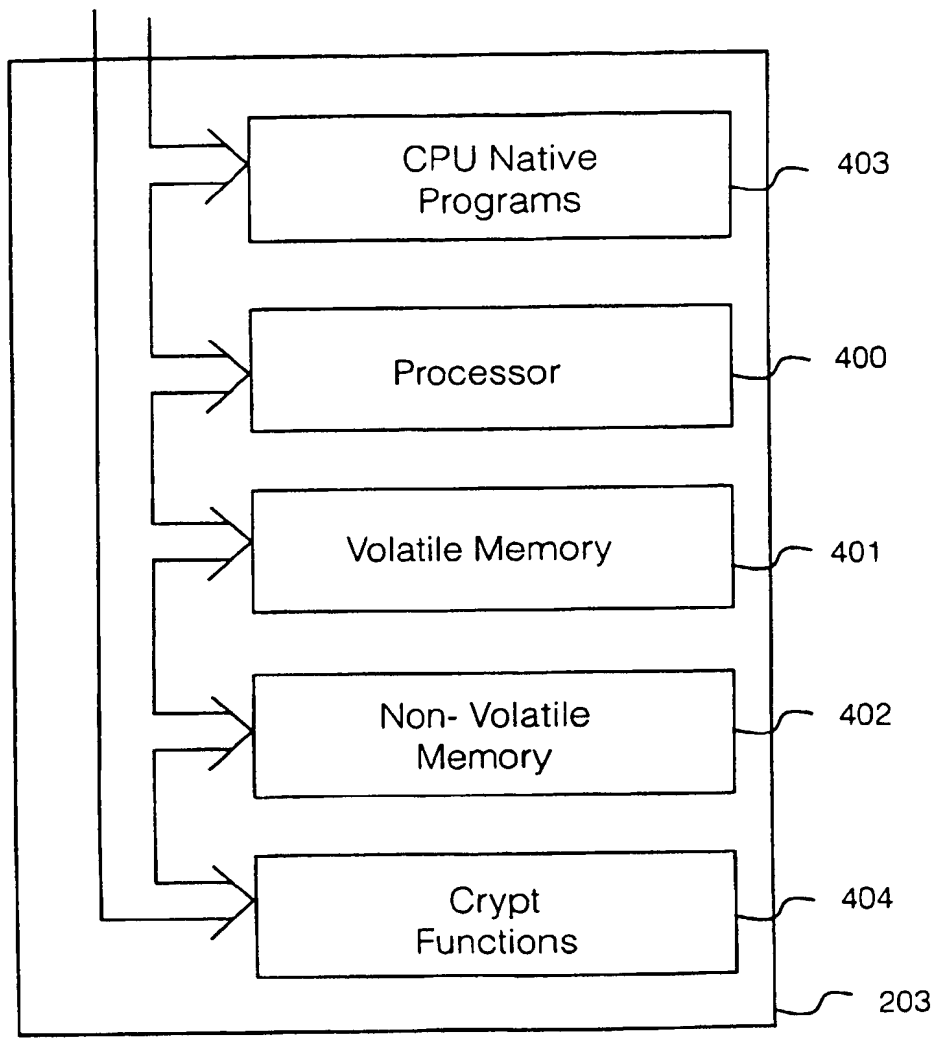 CPU Native
Programs
403
Processor
400
Volatile Memory
401
Non- Volatile
Memory
402
Crypt
Functions
404
203